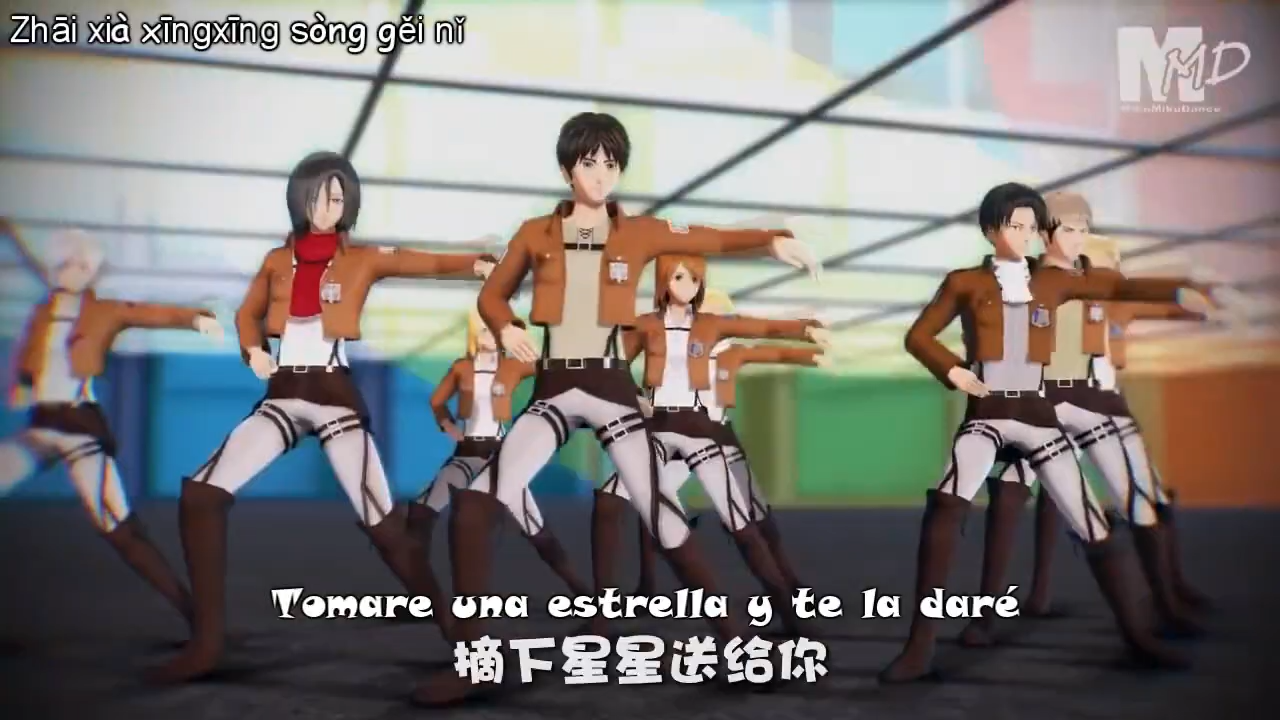 Zhāi xià xīngxīng sòng gěi nǐ
MMD
MikuMikuDance
Tomare una estrella y te la daré
摘下星星送给你